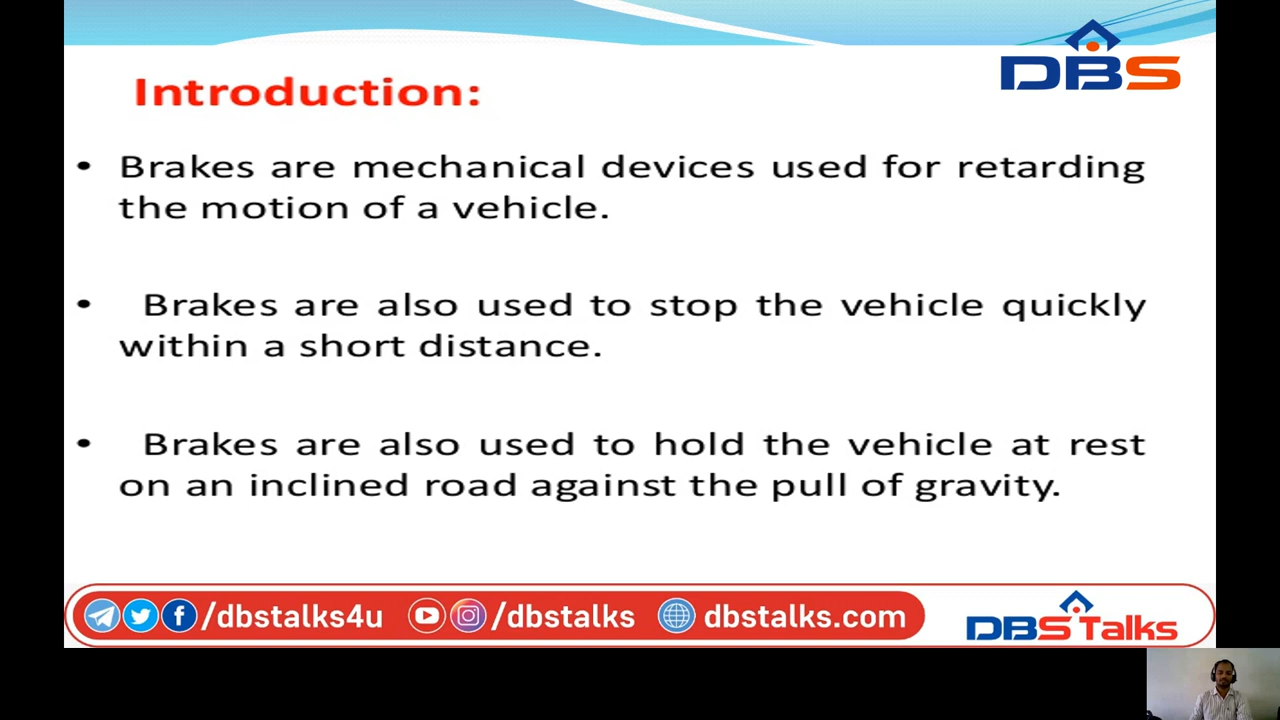 DBS
Introduction:
• Brakes are mechanical devices used for retarding
the motion of a vehicle.
• Brakes are also used to stop the vehicle quickly
within a short distance.
• Brakes are also used to hold the vehicle at rest
on an inclined road against the pull of gravity.
/dbstalks4u /dbstalks dbstalks.com DBS Talks